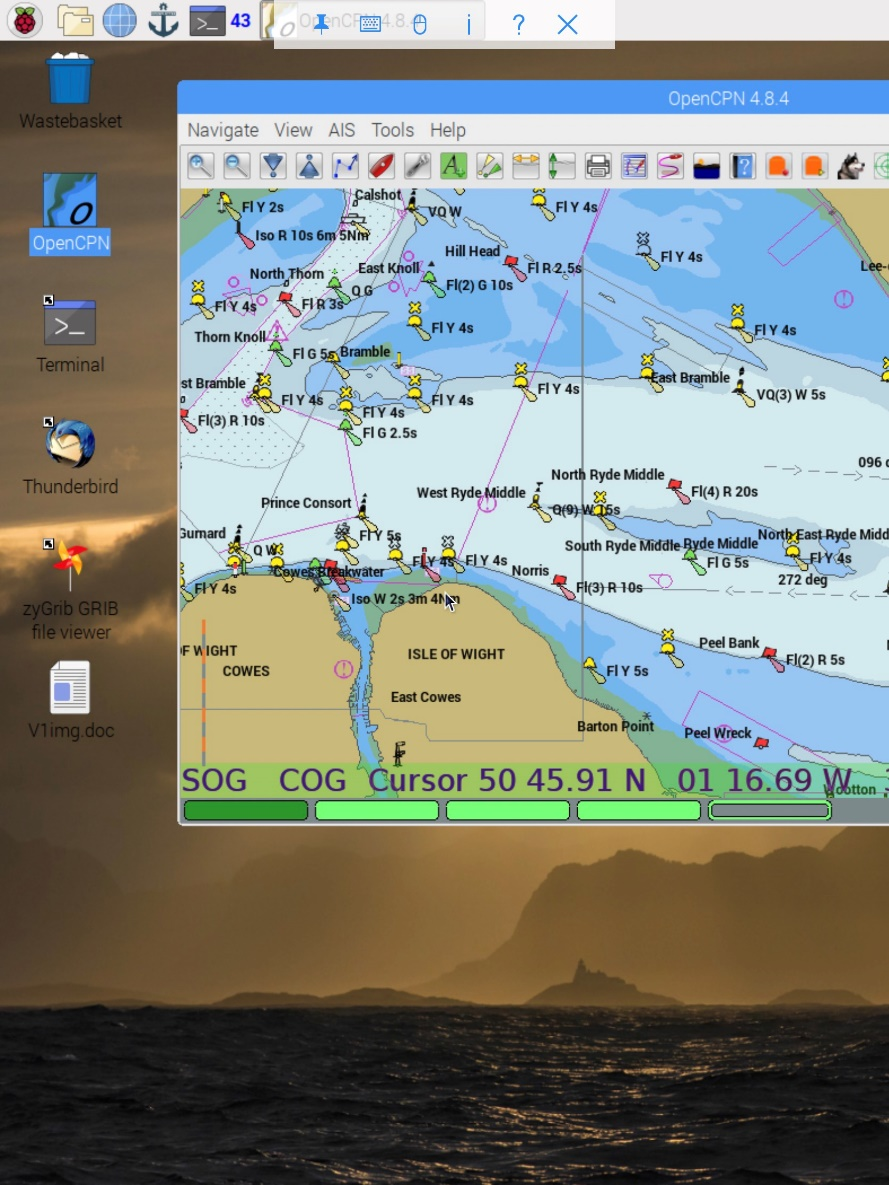 43
OpenCPN 4.8.4
i
?
Wastebasket
OpenCPN
Terminal
Thunderbird
zyGrib GRIB
file viewer
V1img.doc
OpenCPN 4.8.4
Navigate View AIS Tools Help
Calshot
Fl Y 2s
VQ W
Fl Y 4s
Iso R 10s 6m 5Nm
Hill Head
Fl Y 4s
North Thorn
East Knoll
Fl R 2.5s
Lee-
Q G
Fl(2) G 10s
Fl Y 4s
Fl R 3s
Fl Y 4s
Fl Y 4s
Thorn Knoll
Fl G 5s
Bramble
st Bramble
East Bramble
Fl Y 4s
Fl Y 4s
Fl Y 4s
Fl Y 4s
VQ(3) W 5s
Fl(3) R 10s
Fl G 2.5s
096 d
North Ryde Middle
West Ryde Middle
Fl(4) R 20s
Prince Consort
Q(9) W 15s
Gurnard
Fl Y 5s
South Ryde Middle
Ryde Middle
North East Ryde Midd
Q W
Fl Y 4s
Fl Y 4s
Fl G 5s
Fl Y 4s
Cowes Breakwater
Norris
272 deg
Fl Y 4s
Fl(3) R 10s
Iso W 2s 3m 4Nm
OF WIGHT
ISLE OF WIGHT
Peel Bank
COWES
Fl(2) R 5s
Fl Y 5s
East Cowes
Barton Point
Peel Wreck
SOG COG Cursor 50 45.91 N 01 16.69 W
Wootton